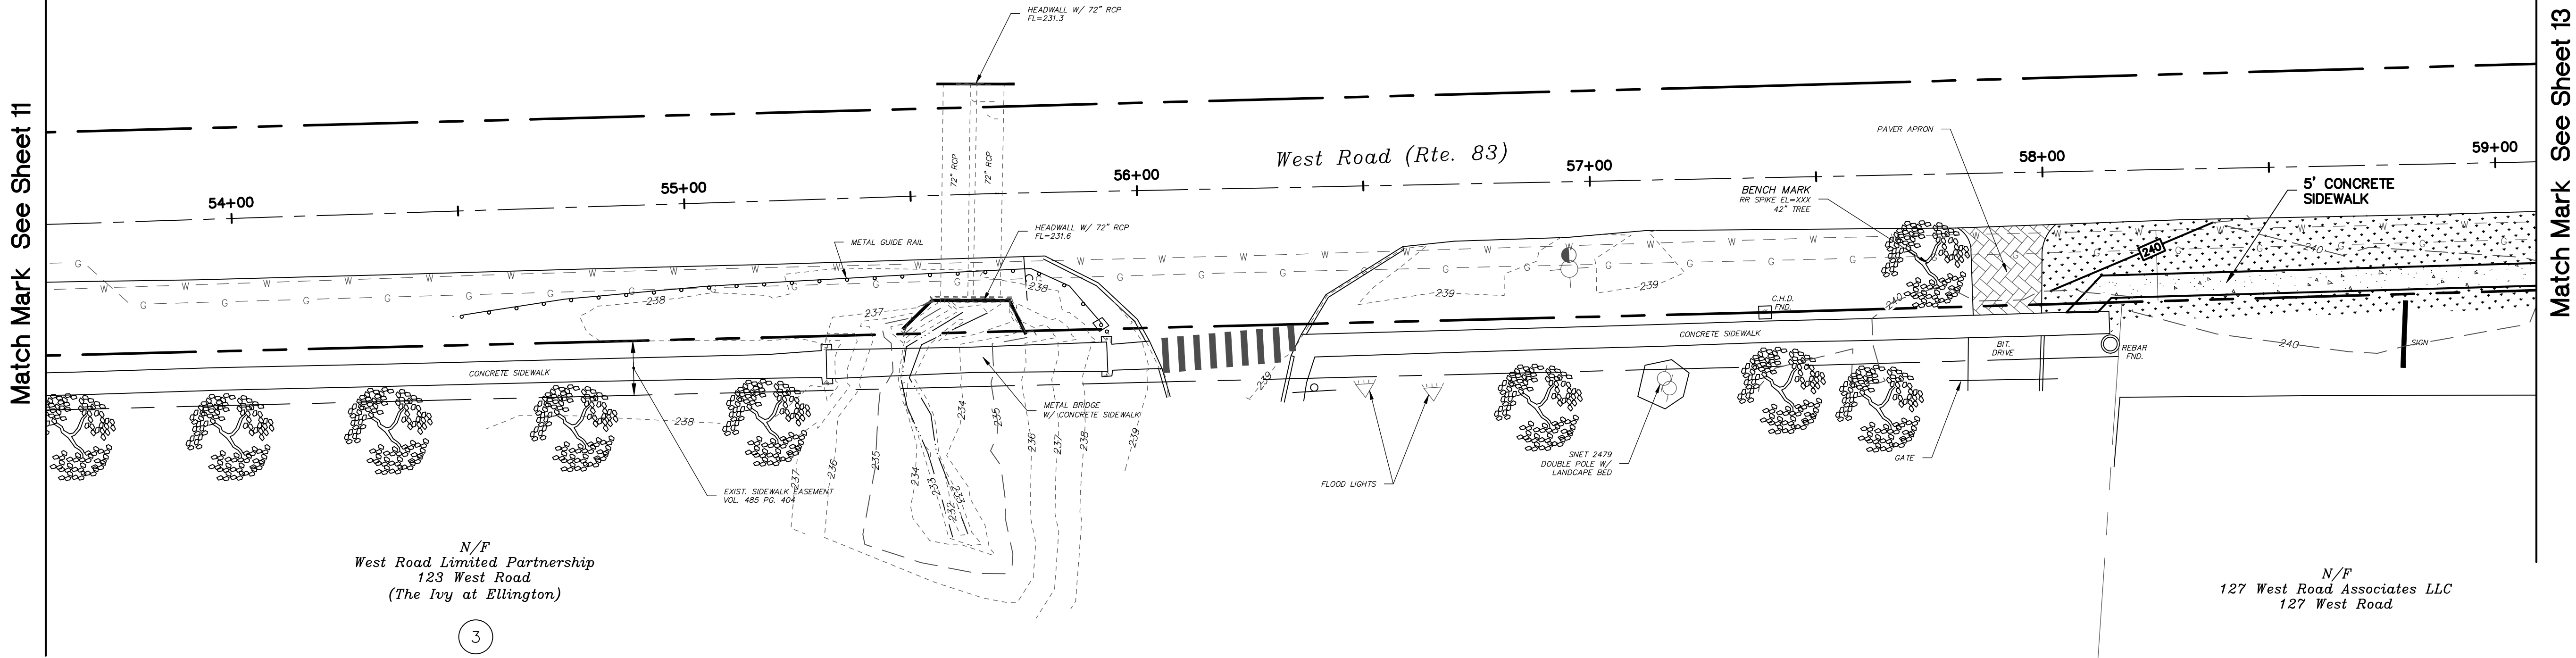 Match Mark See Sheet 11
Match Mark See Sheet 13
HEADWALL W/ 72" RCP
FL=231.3
72" RCP
72" RCP
West Road (Rte. 83)
54+00
55+00
56+00
57+00
58+00
59+00
PAVER APRON
BENCH MARK
RR SPIKE EL=XXX
42" TREE
5' CONCRETE
SIDEWALK
HEADWALL W/ 72" RCP
FL=231.6
METAL GUIDE RAIL
G
W G W G W G W G W G W G W G W G W G W G W G
W G W G W G W G W G W G W G W G W G W
W G W G W G W G W G W G
238
238
237
239
239
240
240
240
240
C.H.D.
FND.
CONCRETE SIDEWALK
CONCRETE SIDEWALK
BIT.
DRIVE
REBAR
FND.
SIGN
239
238
METAL BRIDGE
W/ CONCRETE SIDEWALK
237
236
235
234
233
232
233
234
235
236
237
238
239
EXIST. SIDEWALK EASEMENT
VOL. 485 PG. 404
FLOOD LIGHTS
SNET 2479
DOUBLE POLE W/
LANDCAPE BED
GATE
N/F
West Road Limited Partnership
123 West Road
(The Ivy at Ellington)
3
N/F
127 West Road Associates LLC
127 West Road